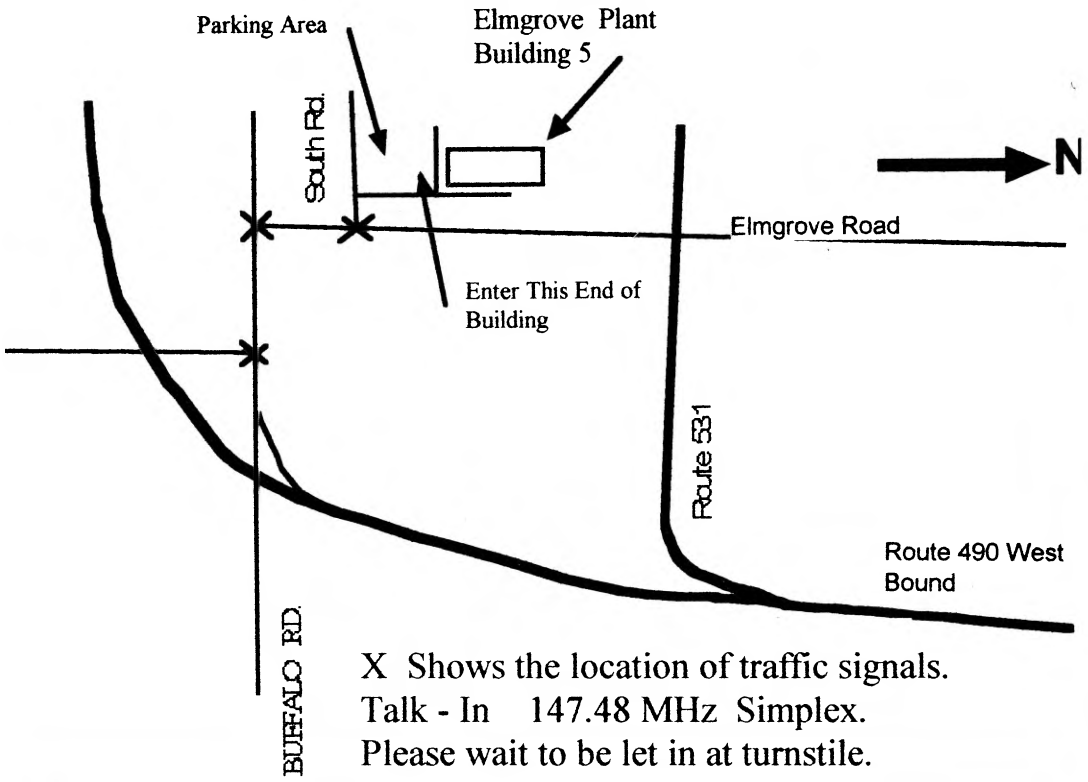 Parking Area
Elmgrove Plant
Building 5
South Rd.
N
Elmgrove Road
Enter This End of
Building
Route 531
Route 490 West
Bound
BUFFALO RD.
X Shows the location of traffic signals.
Talk - In 147.48 MHz Simplex.
Please wait to be let in at turnstile.